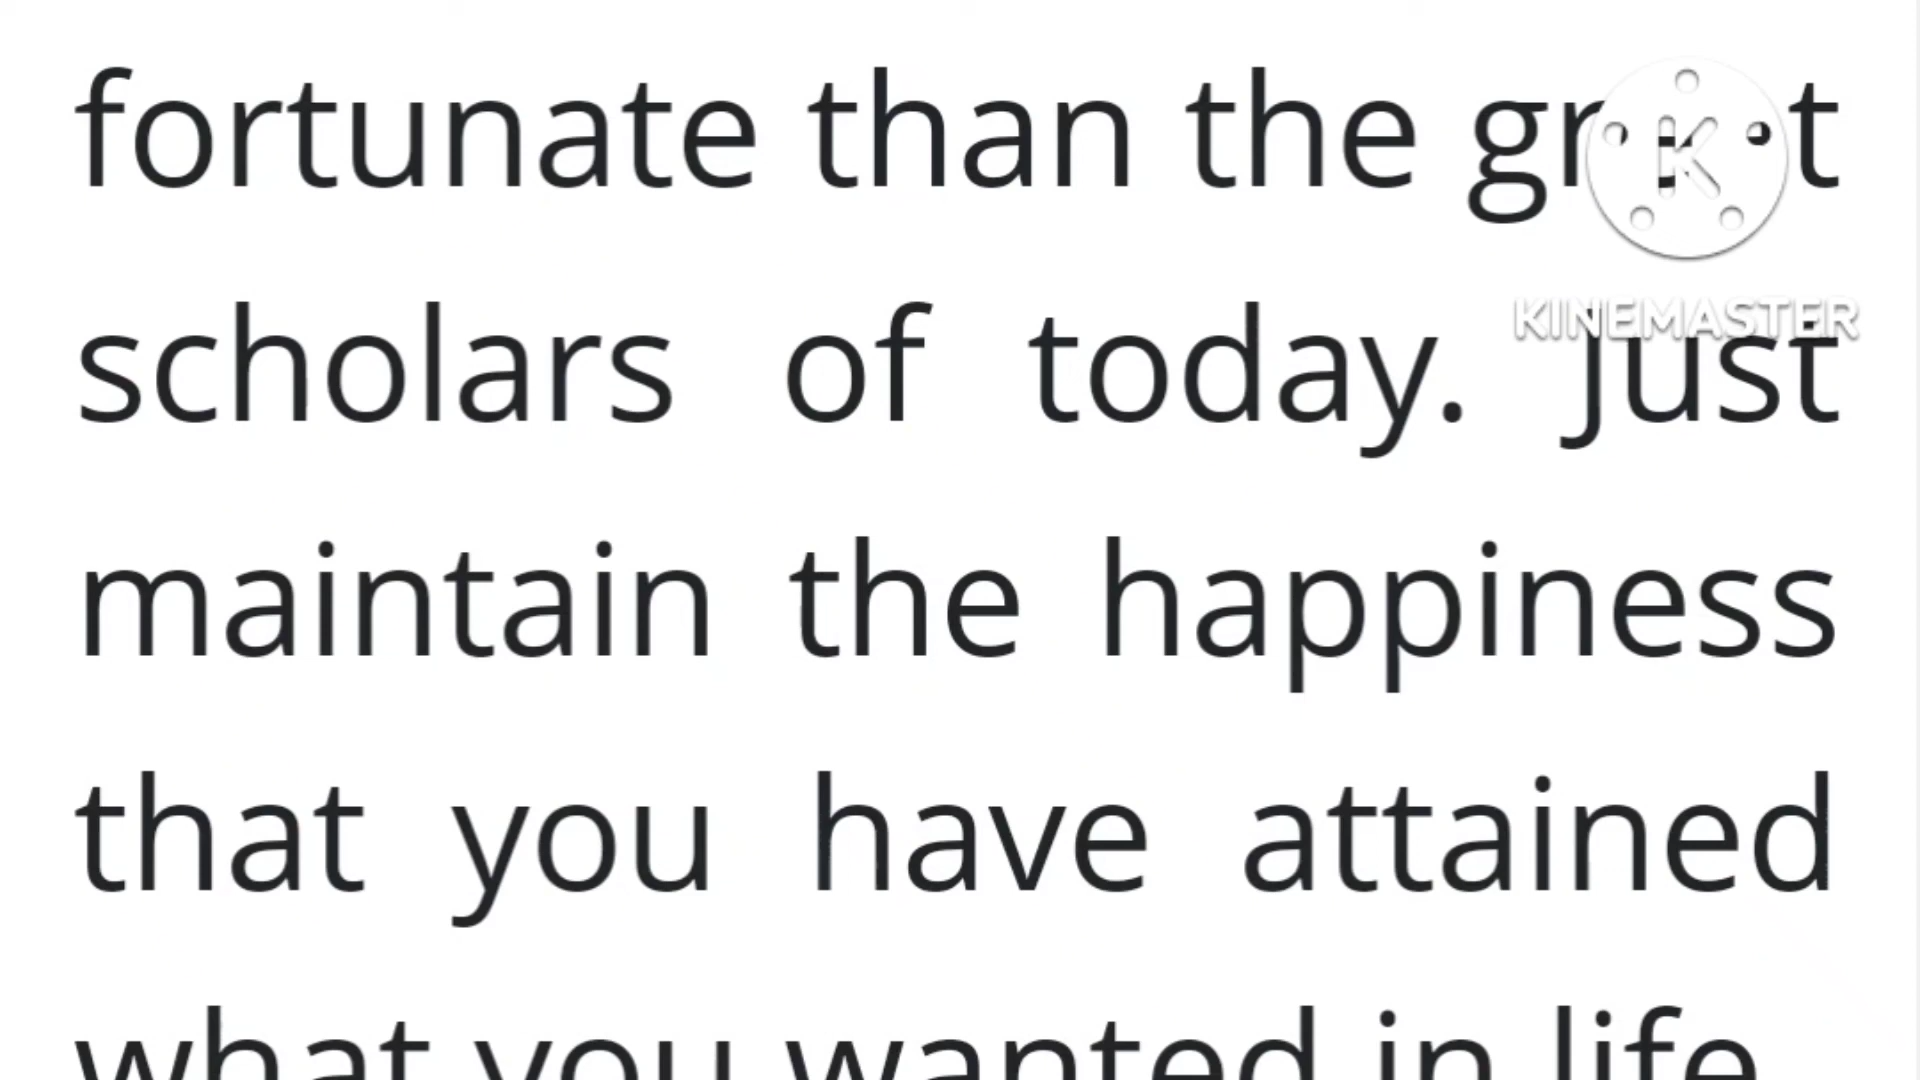 fortunate than the great
scholars of today. Just
maintain the happiness
that you have attained
what you wanted in life
K
KINEMASTER